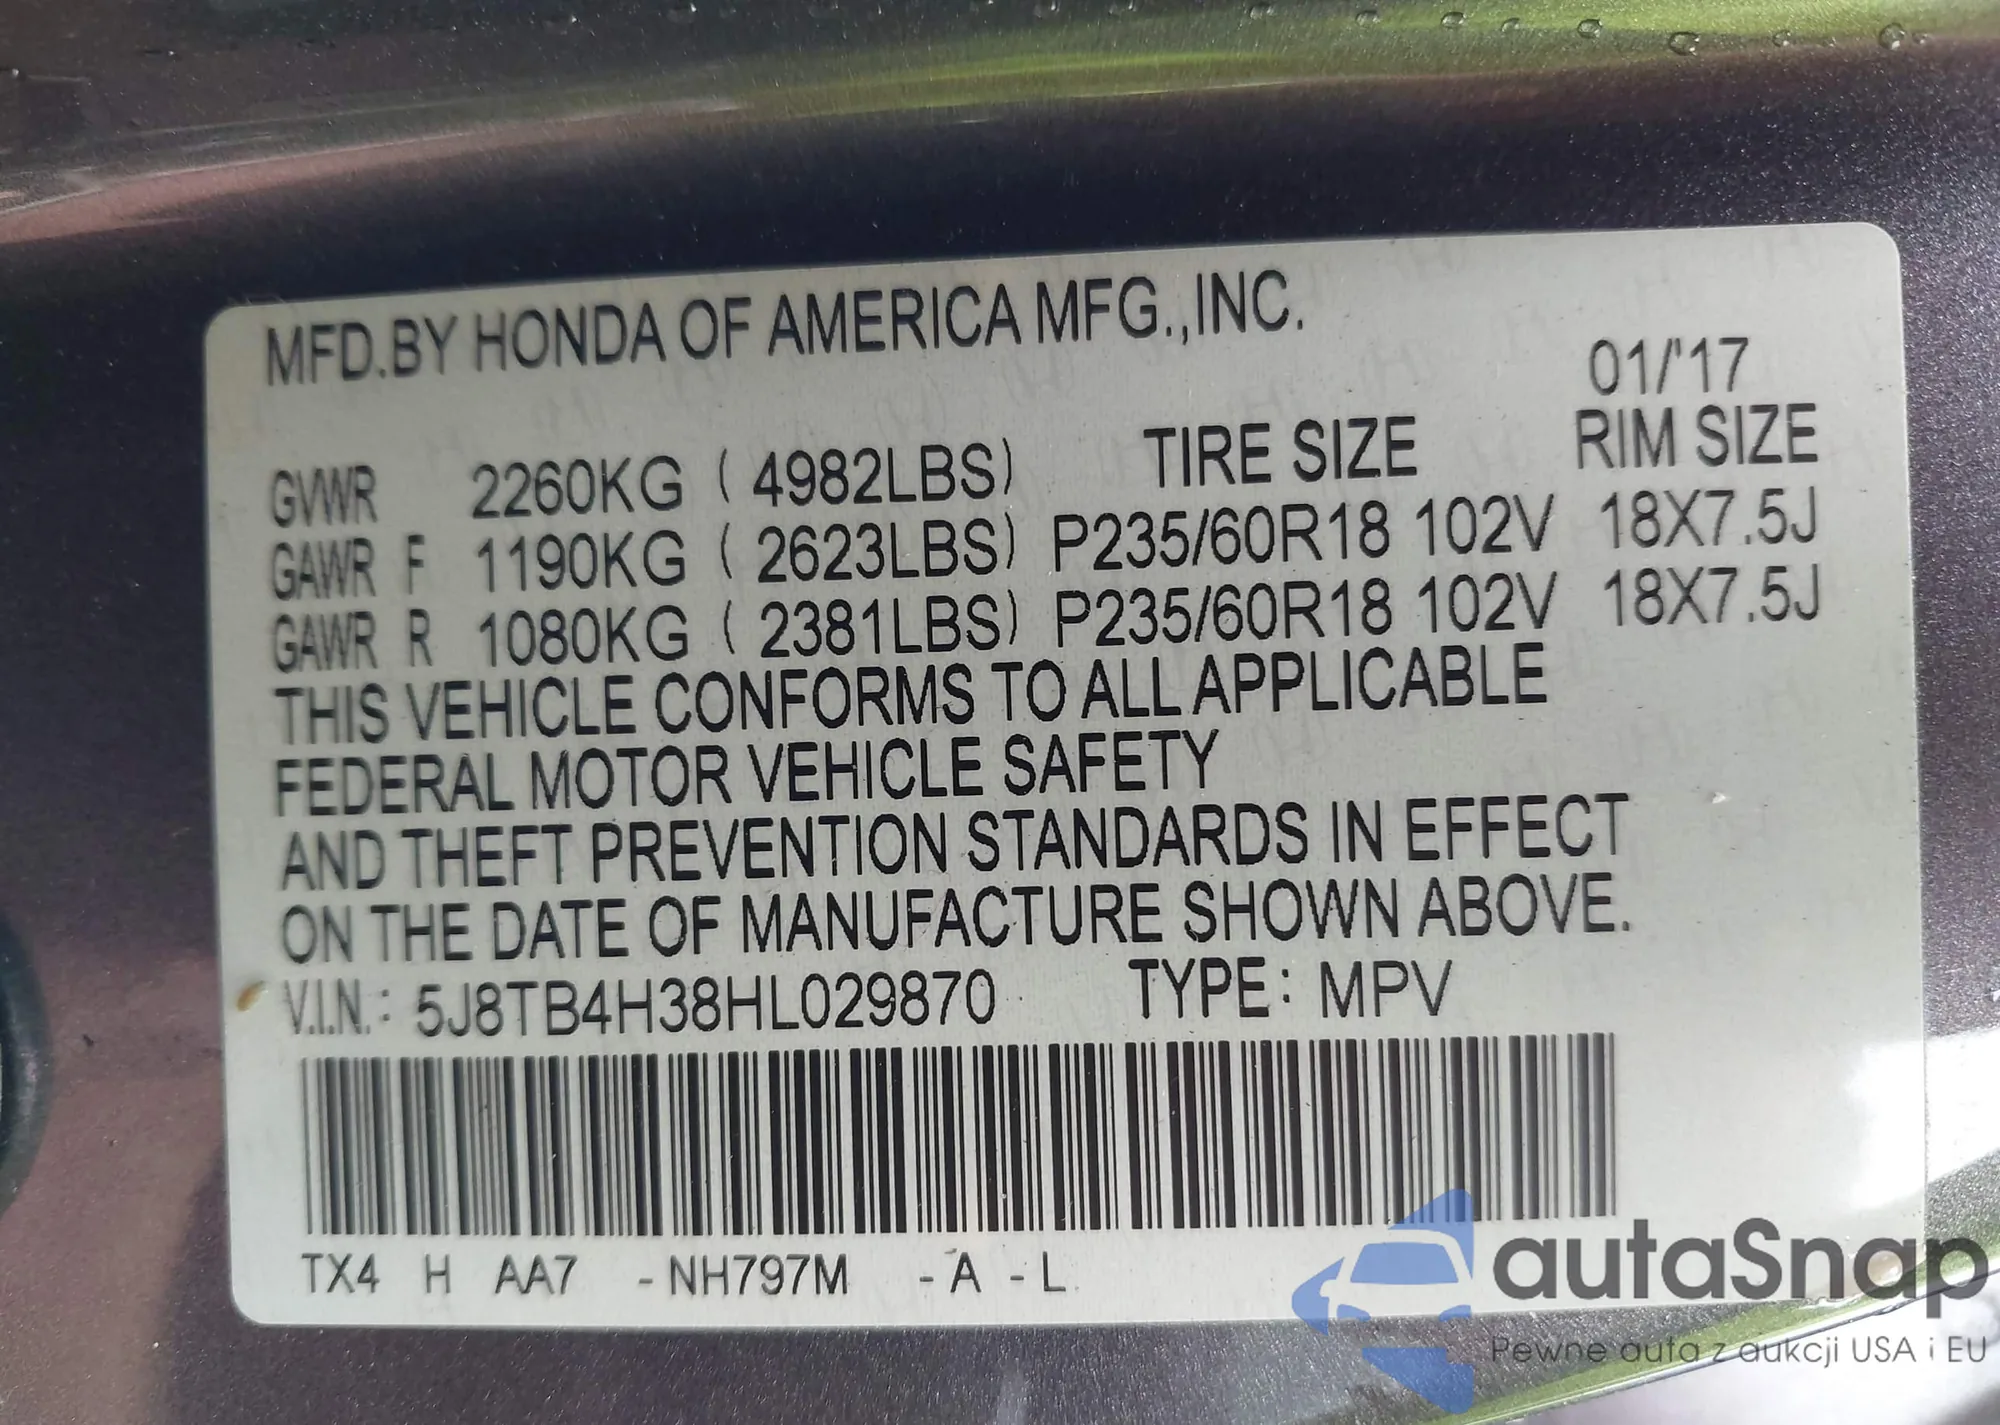 MFD.BY HONDA OF AMERICA MFG.,INC.
01/'17
GVWR 2260KG ( 4982LBS) TIRE SIZE RIM SIZE
GAWR F 1190KG ( 2623LBS) P235/60R18 102V 18X7.5J
GAWR R 1080KG ( 2381LBS) P235/60R18 102V 18X7.5J
THIS VEHICLE CONFORMS TO ALL APPLICABLE
FEDERAL MOTOR VEHICLE SAFETY
AND THEFT PREVENTION STANDARDS IN EFFECT
ON THE DATE OF MANUFACTURE SHOWN ABOVE.
V.I.N.: 5J8TB4H38HL029870 TYPE: MPV
TX4 H AA7 - NH797M - A - L
autaSnap
Pewne auta z aukcji USA i EU